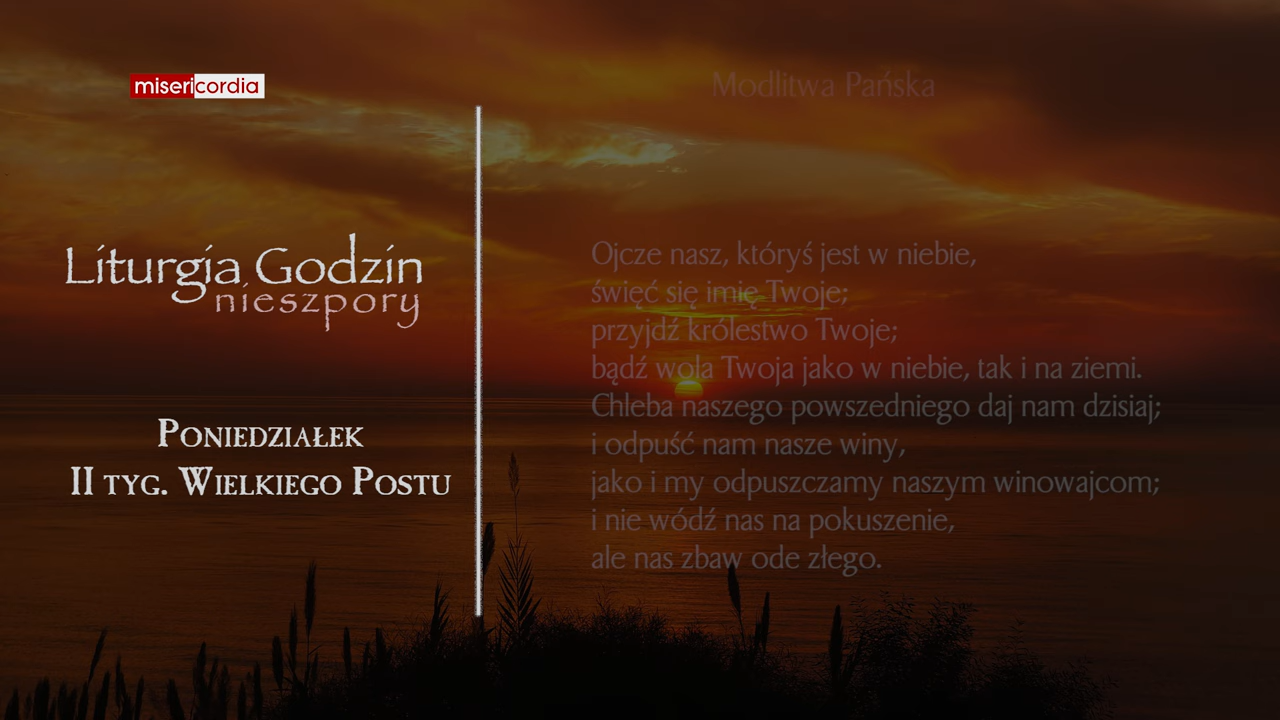 misericordia
Liturgia Godzin
nieszpory
Poniedziałek
II tyg. Wielkiego Postu
Modlitwa Pańska
Ojcze nasz, któryś jest w niebie,
święć się imię Twoje;
przyjdź królestwo Twoje;
bądź wola Twoja jako w niebie, tak i na ziemi.
Chleba naszego powszedniego daj nam dzisiaj;
i odpuść nam nasze winy,
jako i my odpuszczamy naszym winowajcom;
i nie wódź nas na pokuszenie,
ale nas zbaw ode złego.